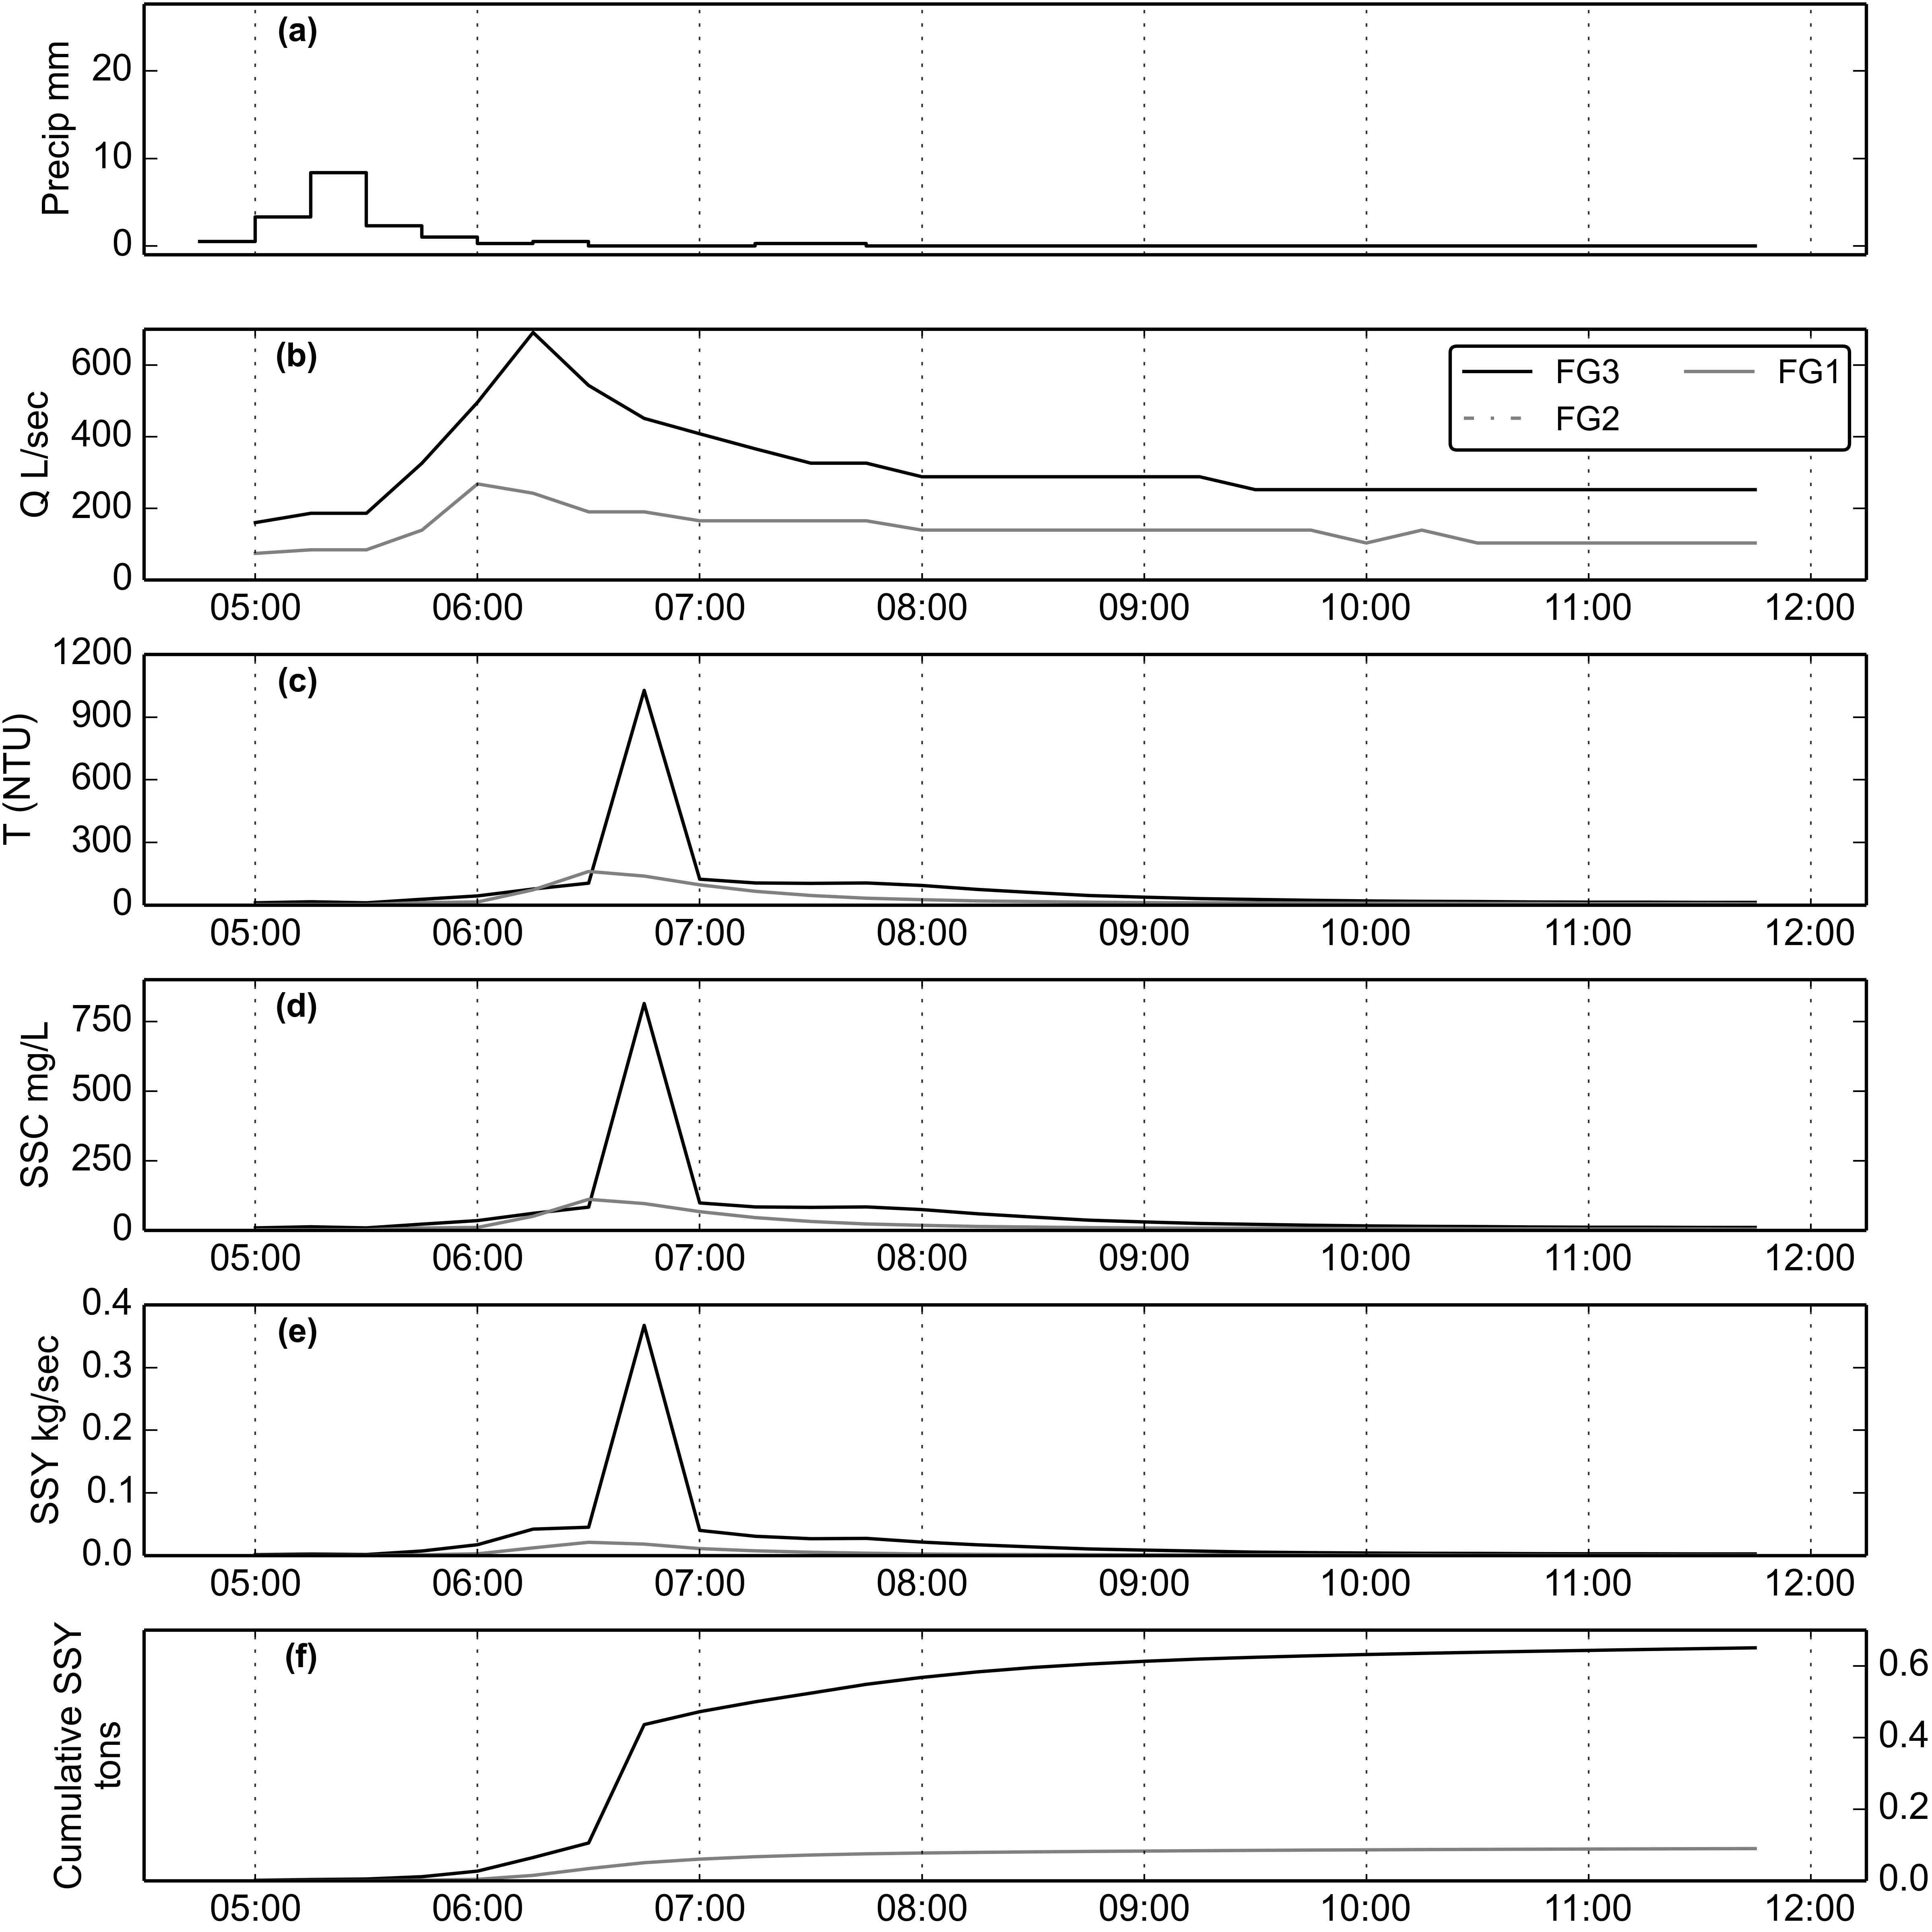 (a)
Precip mm
20
10
0
(b)
Q L/sec
600
400
200
0
FG3 FG1
FG2
05:00 06:00 07:00 08:00 09:00 10:00 11:00 12:00
(c)
T (NTU)
1200
900
600
300
0
05:00 06:00 07:00 08:00 09:00 10:00 11:00 12:00
(d)
SSC mg/L
750
500
250
0
05:00 06:00 07:00 08:00 09:00 10:00 11:00 12:00
(e)
SSY kg/sec
0.4
0.3
0.2
0.1
0.0
05:00 06:00 07:00 08:00 09:00 10:00 11:00 12:00
(f)
Cumulative SSY
tons
0.6
0.4
0.2
0.0
05:00 06:00 07:00 08:00 09:00 10:00 11:00 12:00